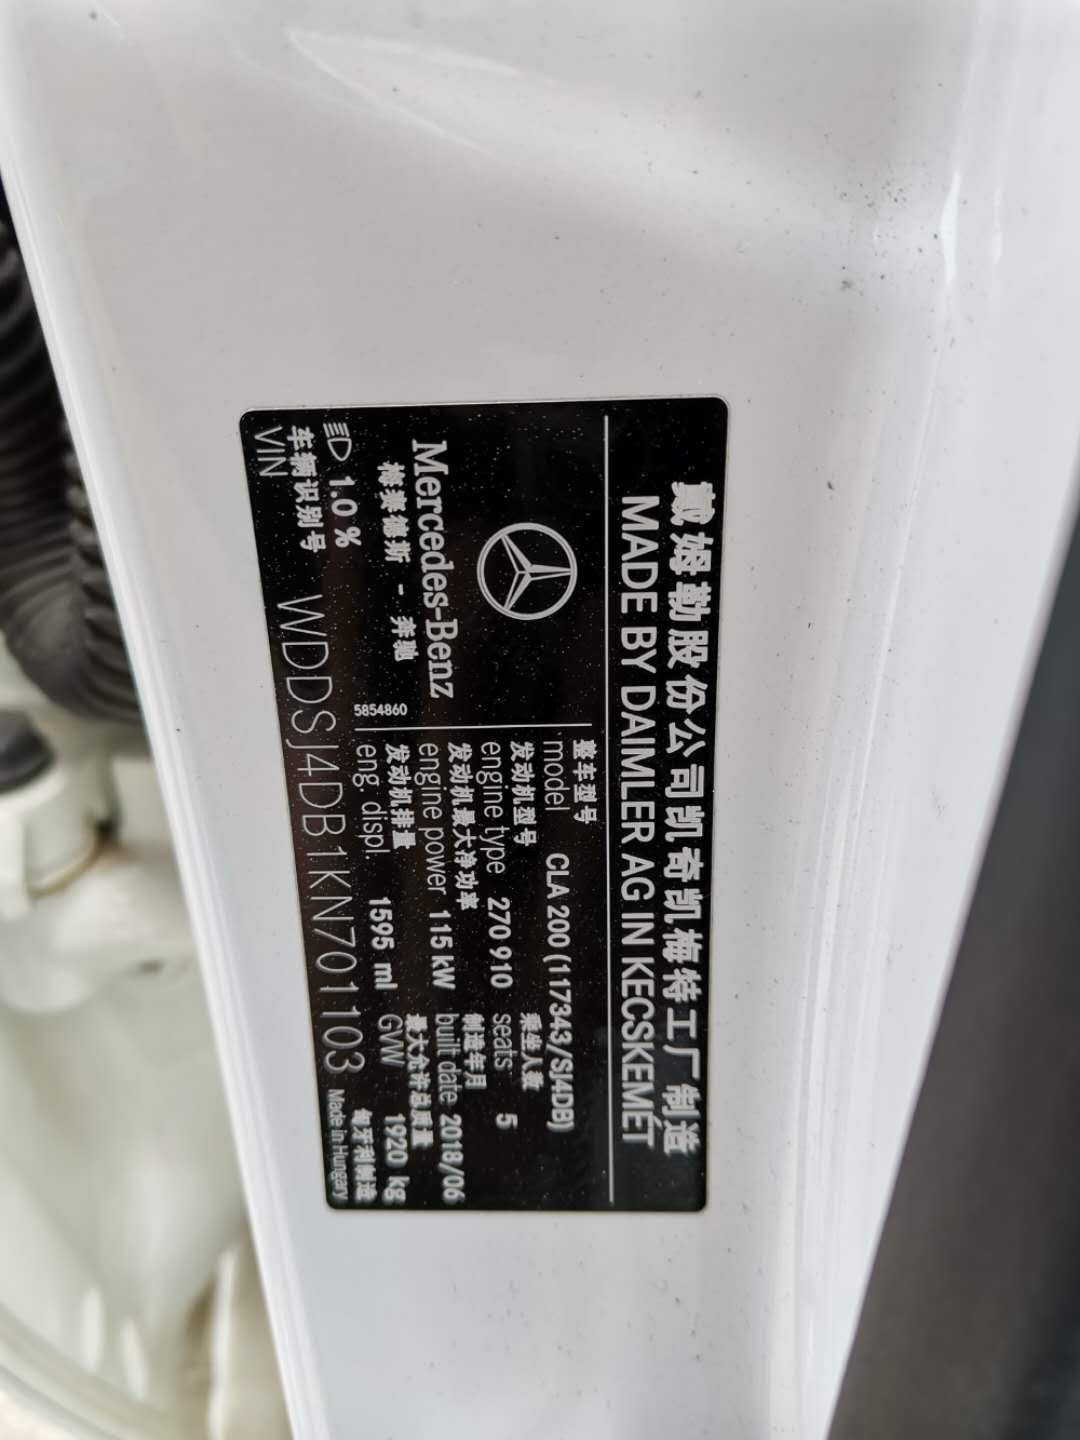 戴姆勒股份公司凯奇凯梅特工厂制造
MADE BY DAIMLER AG IN KECSKEMÉT
Mercedes-Benz
梅赛德斯 - 奔驰
1.0 %
5854860
整车型号
model CLA 200 (117343/SJ4DB)
发动机型号 乘坐人数
engine type 270 910 seats 5
发动机最大净功率 制造年月
engine power 115 kW built date 2018/06
发动机排量 最大允许总质量
eng. displ. 1595 ml GVW 1920 kg
车辆识别号
VIN WDDSJ4DB1KN701103
匈牙利制造
Made in Hungary